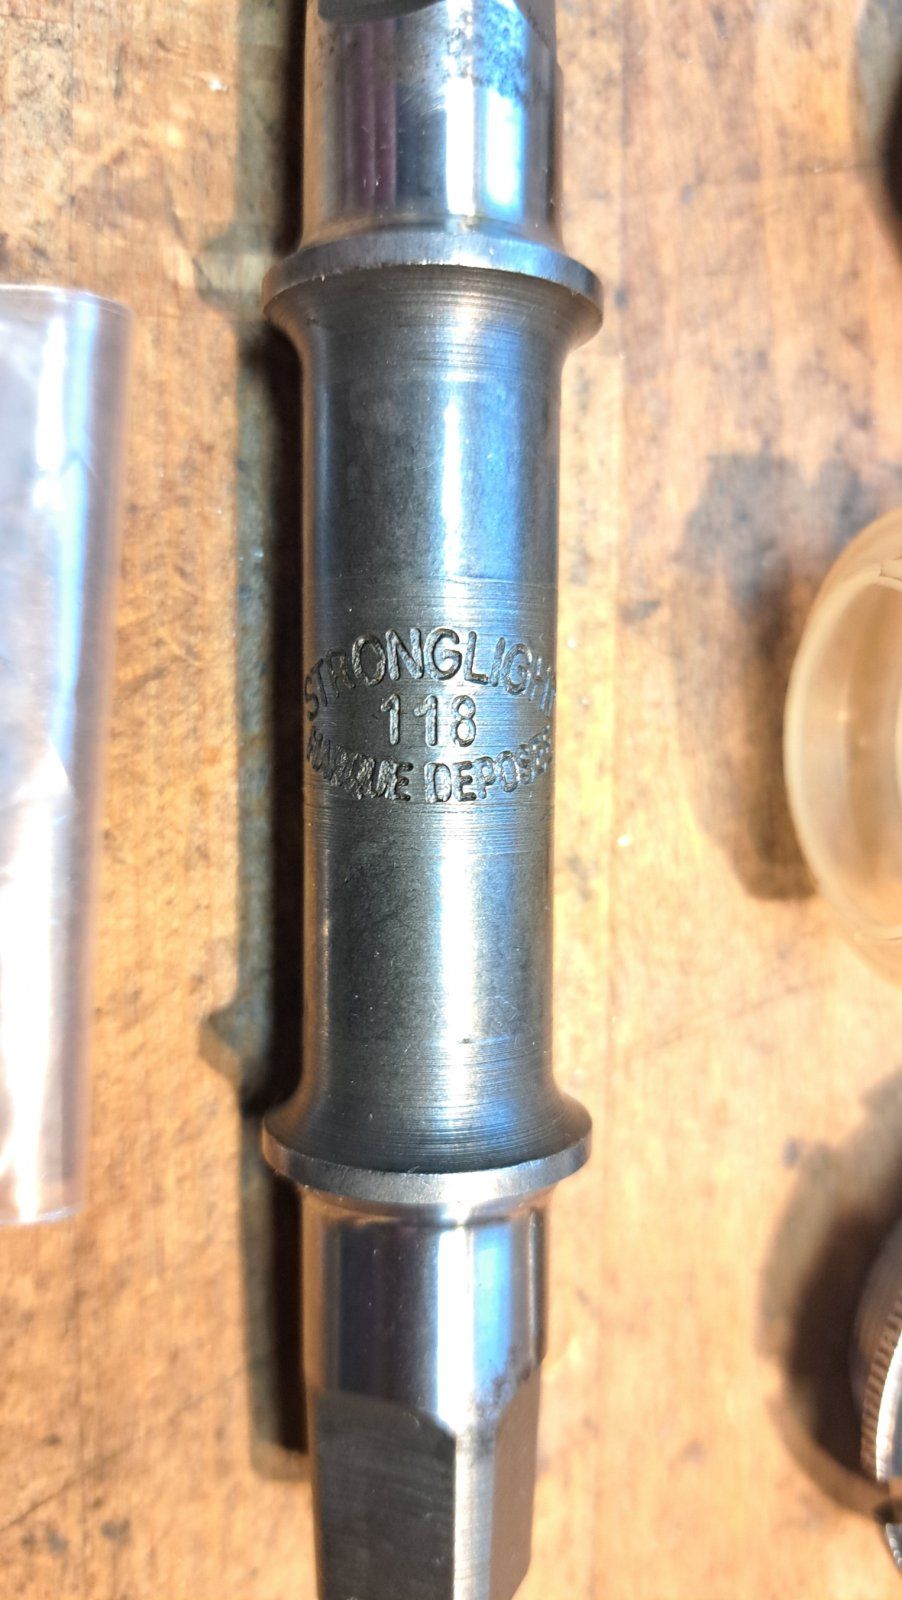 STRONGLIGHT
118
MARQUE DEPOSEE